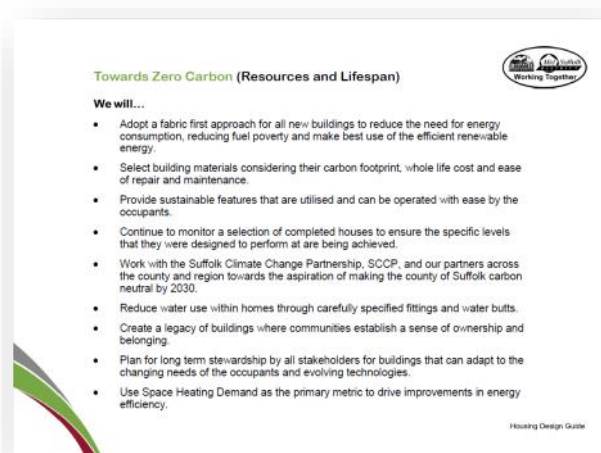 Towards Zero Carbon (Resources and Lifespan)
Working Together
We will...
• Adopt a fabric first approach for all new buildings to reduce the need for energy
consumption, reducing fuel poverty and make best use of the efficient renewable
energy.
• Select building materials considering their carbon footprint, whole life cost and ease
of repair and maintenance.
• Provide sustainable features that are utilised and can be operated with ease by the
occupants.
• Continue to monitor a selection of completed houses to ensure the specific levels
that they were designed to perform at are being achieved.
• Work with the Suffolk Climate Change Partnership, SCCP, and our partners across
the county and region towards the aspiration of making the county of Suffolk carbon
neutral by 2030.
• Reduce water use within homes through carefully specified fittings and water butts.
• Create a legacy of buildings where communities establish a sense of ownership and
belonging.
• Plan for long term stewardship by all stakeholders for buildings that can adapt to the
changing needs of the occupants and evolving technologies.
• Use Space Heating Demand as the primary metric to drive improvements in energy
efficiency.
Housing Design Guide